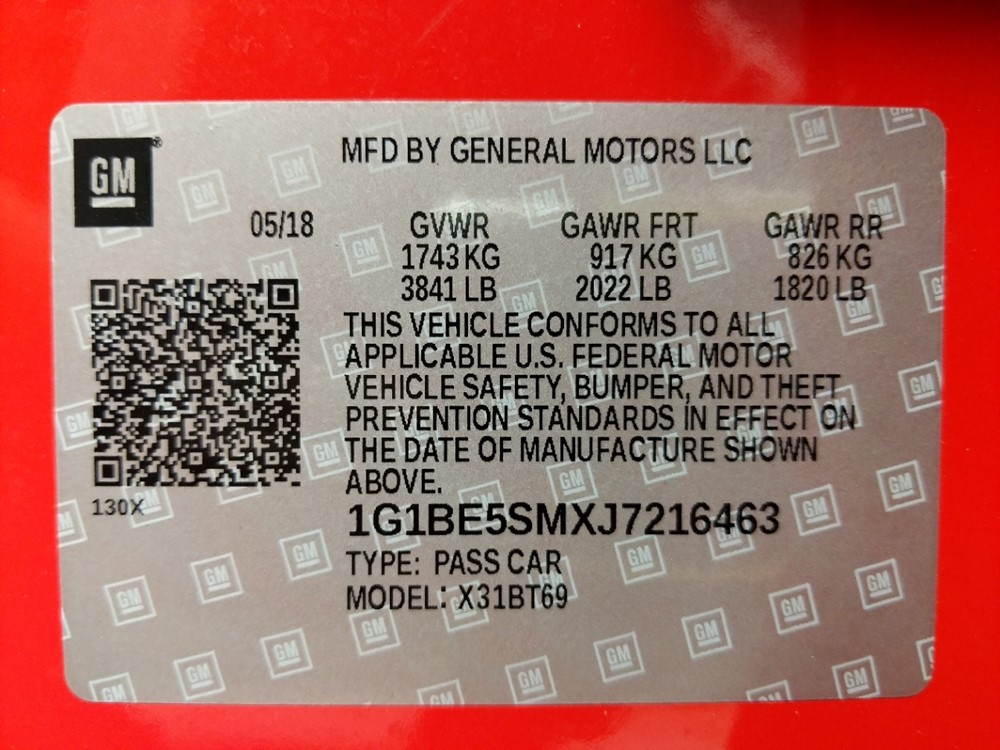 GM
MFD BY GENERAL MOTORS LLC
05/18 GVWR GAWR FRT GAWR RR
1743 KG 917 KG 826 KG
3841 LB 2022 LB 1820 LB
THIS VEHICLE CONFORMS TO ALL
APPLICABLE U.S. FEDERAL MOTOR
VEHICLE SAFETY, BUMPER, AND THEFT
PREVENTION STANDARDS IN EFFECT ON
THE DATE OF MANUFACTURE SHOWN
ABOVE.
130X
1G1BE5SMXJ7216463
TYPE: PASS CAR
MODEL: X31BT69